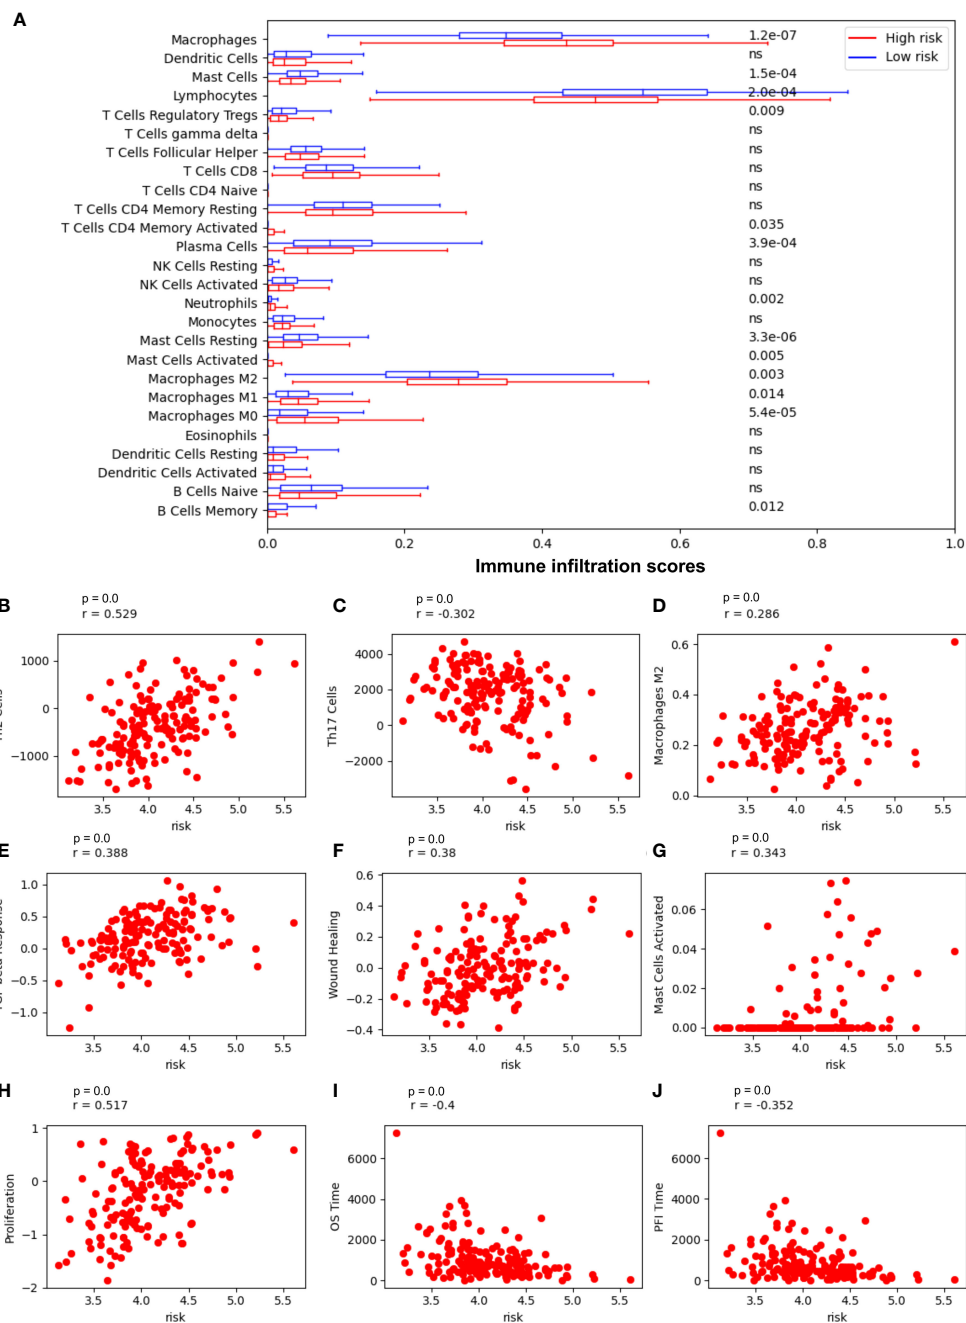 A
Macrophages 1.2e-07
High risk
Low risk
Dendritic Cells ns
Mast Cells 1.5e-04
Lymphocytes 2.0e-04
T Cells Regulatory Tregs 0.009
T Cells gamma delta ns
T Cells Follicular Helper ns
T Cells CD8 ns
T Cells CD4 Naive ns
T Cells CD4 Memory Resting ns
T Cells CD4 Memory Activated 0.035
Plasma Cells 3.9e-04
NK Cells Resting ns
NK Cells Activated ns
Neutrophils 0.002
Monocytes ns
Mast Cells Resting 3.3e-06
Mast Cells Activated 0.005
Macrophages M2 0.003
Macrophages M1 0.014
Macrophages M0 5.4e-05
Eosinophils ns
Dendritic Cells Resting ns
Dendritic Cells Activated ns
B Cells Naive ns
B Cells Memory 0.012
0.0 0.2 0.4 0.6 0.8 1.0
Immune infiltration scores
B
p = 0.0
r = 0.529
1000
0
−1000
3.5 4.0 4.5 5.0 5.5
risk
C
p = 0.0
r = -0.302
Th17 Cells
4000
2000
0
−2000
3.5 4.0 4.5 5.0 5.5
risk
D
p = 0.0
r = 0.286
Macrophages M2
0.6
0.4
0.2
0.0
3.5 4.0 4.5 5.0 5.5
risk
E
p = 0.0
r = 0.388
1.0
0.5
0.0
−0.5
−1.0
3.5 4.0 4.5 5.0 5.5
risk
F
p = 0.0
r = 0.38
Wound Healing
0.6
0.4
0.2
0.0
−0.2
−0.4
3.5 4.0 4.5 5.0 5.5
risk
G
p = 0.0
r = 0.343
Mast Cells Activated
0.06
0.04
0.02
0.00
3.5 4.0 4.5 5.0 5.5
risk
H
p = 0.0
r = 0.517
Proliferation
1
0
−1
−2
3.5 4.0 4.5 5.0 5.5
risk
I
p = 0.0
r = -0.4
OS Time
6000
4000
2000
0
3.5 4.0 4.5 5.0 5.5
risk
J
p = 0.0
r = -0.352
PFI Time
6000
4000
2000
0
3.5 4.0 4.5 5.0 5.5
risk